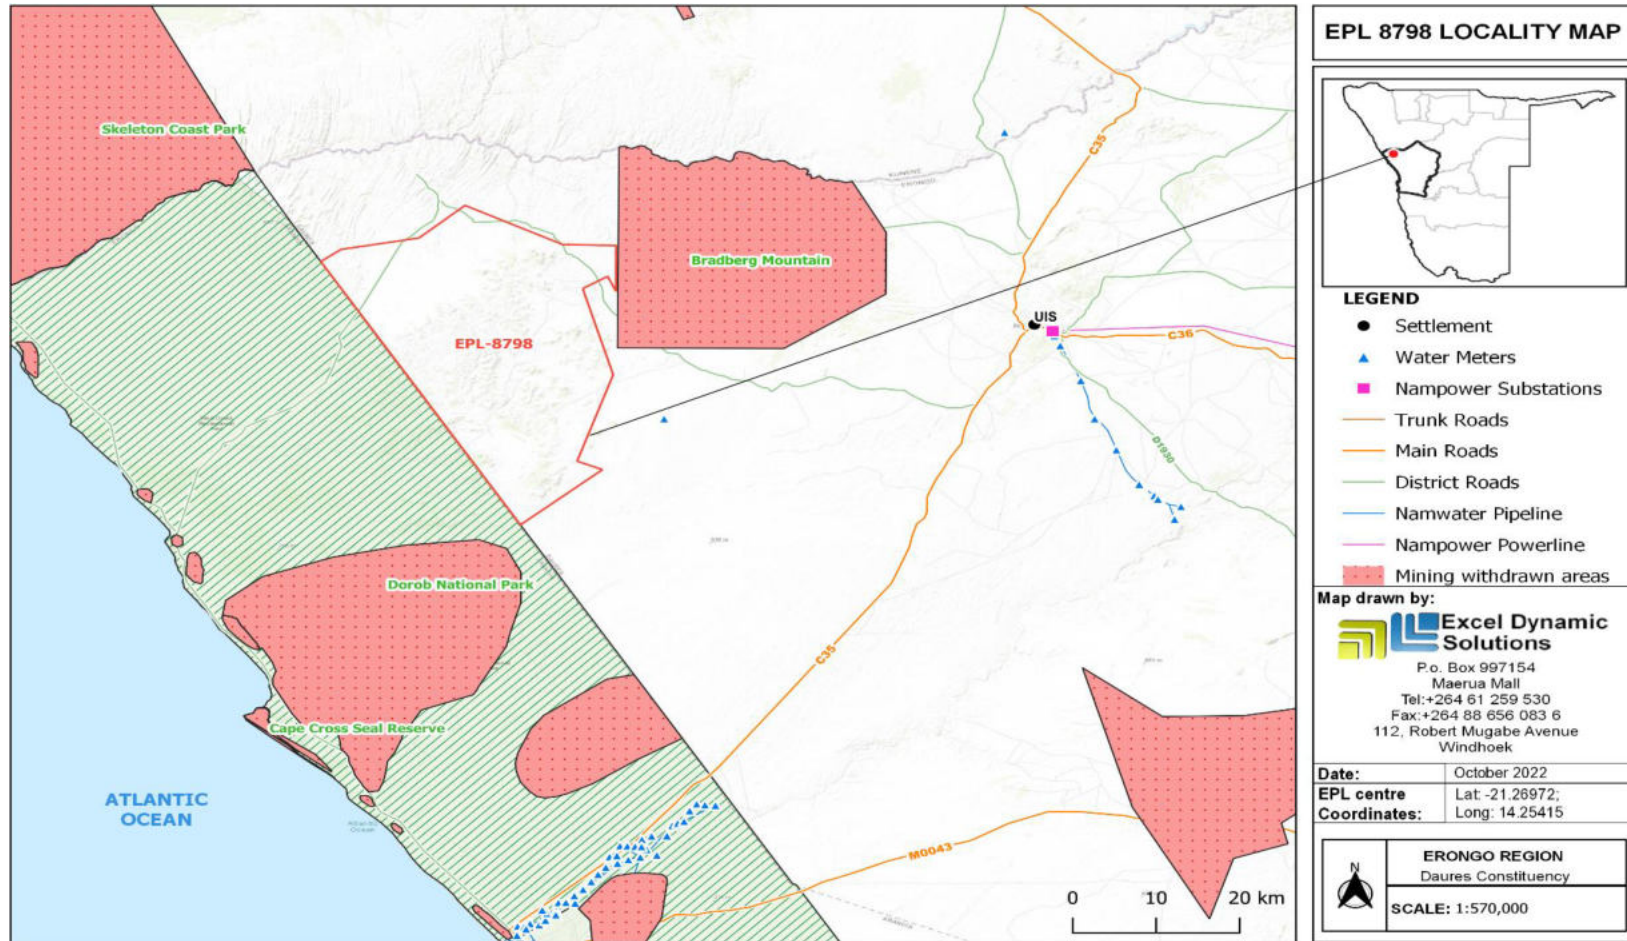 EPL 8798 LOCALITY MAP
Skeleton Coast Park
C35
KUNENE
ERONGO
Bradberg Mountain
UIS
C36
EPL-8798
D1930
Dorob National Park
C35
Cape Cross Seal Reserve
ATLANTIC
OCEAN
Atlantic
Ocean
M0043
0 10 20 km
LEGEND
Settlement
Water Meters
Nampower Substations
Trunk Roads
Main Roads
District Roads
Namwater Pipeline
Nampower Powerline
Mining withdrawn areas
Map drawn by:
Excel Dynamic
Solutions
P.o. Box 997154
Maerua Mall
Tel:+264 61 259 530
Fax:+264 88 656 083 6
112, Robert Mugabe Avenue
Windhoek
Date: October 2022
EPL centre Lat: -21.26972;
Coordinates: Long: 14.25415
N
ERONGO REGION
Daures Constituency
SCALE: 1:570,000